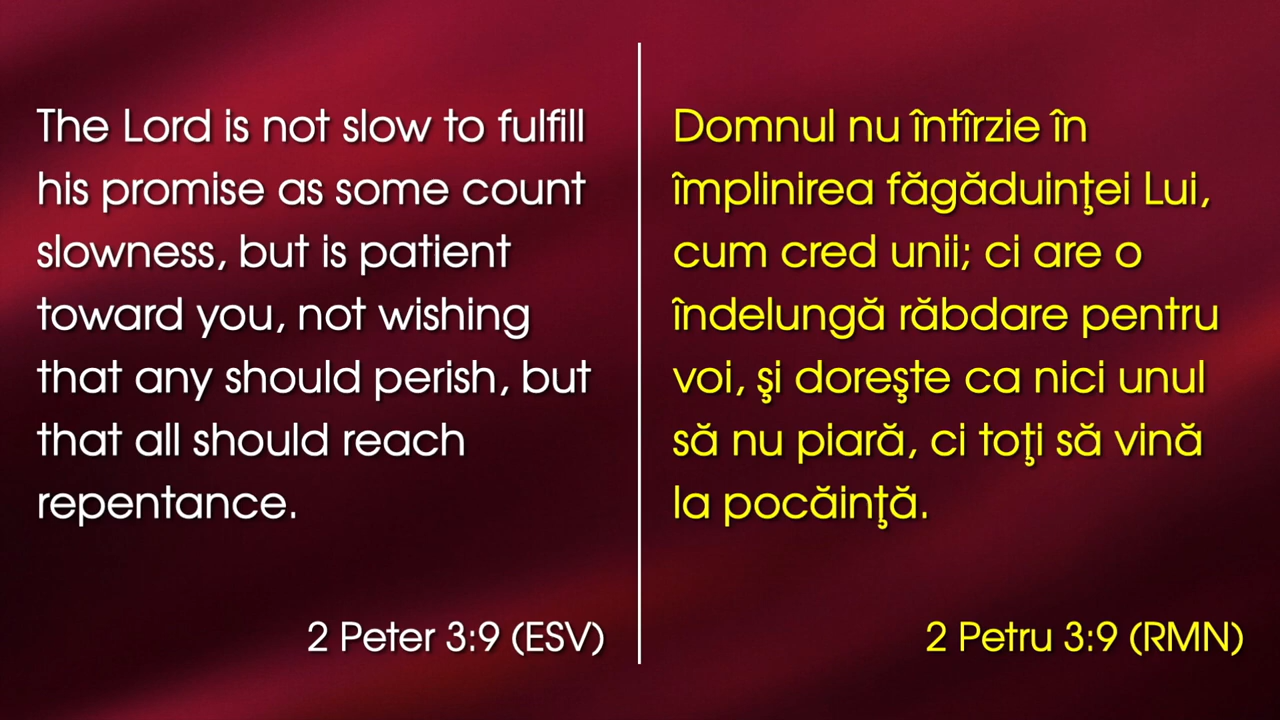 The Lord is not slow to fulfill
his promise as some count
slowness, but is patient
toward you, not wishing
that any should perish, but
that all should reach
repentance.
2 Peter 3:9 (ESV)
Domnul nu întîrzie în
împlinirea făgăduinţei Lui,
cum cred unii; ci are o
îndelungă răbdare pentru
voi, şi doreşte ca nici unul
să nu piară, ci toţi să vină
la pocăinţă.
2 Petru 3:9 (RMN)